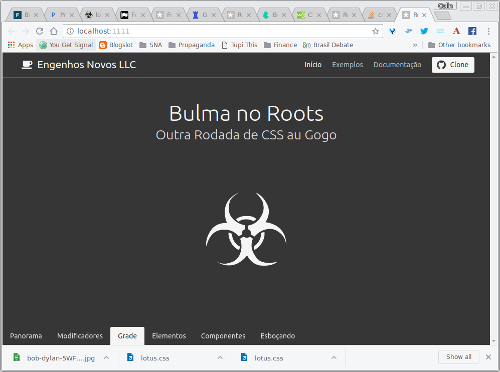 localhost:1111
Apps You Get Signal Blogslot SNA Propaganda Tupi This Finance Brasil Debate » Other bookmarks
Engenhos Novos LLC Início Exemplos Documentação Clone
Bulma no Roots
Outra Rodada de CSS au Gogo
Panorama Modificadores Grade Elementos Componentes Esboçando
bob-dylan-5WF....jpg lotus.css lotus.css Show all